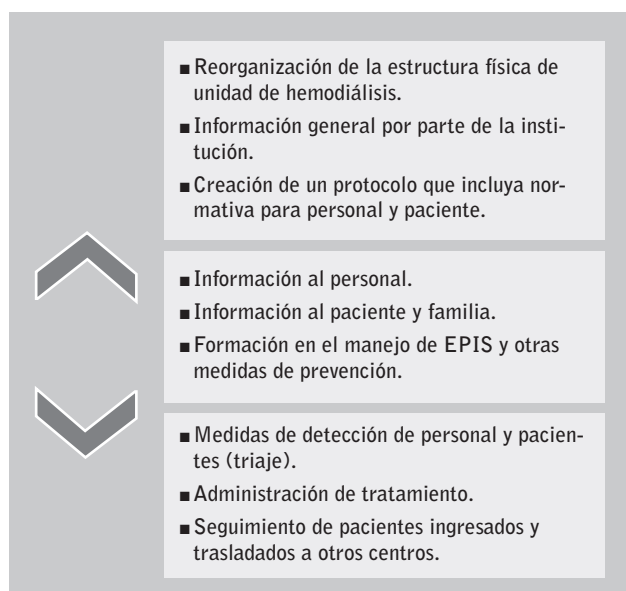 ■ Reorganización de la estructura física de
unidad de hemodiálisis.
■ Información general por parte de la insti-
tución.
■ Creación de un protocolo que incluya nor-
mativa para personal y paciente.
■ Información al personal.
■ Información al paciente y familia.
■ Formación en el manejo de EPIS y otras
medidas de prevención.
■ Medidas de detección de personal y pacien-
tes (triaje).
■ Administración de tratamiento.
■ Seguimiento de pacientes ingresados y
trasladados a otros centros.